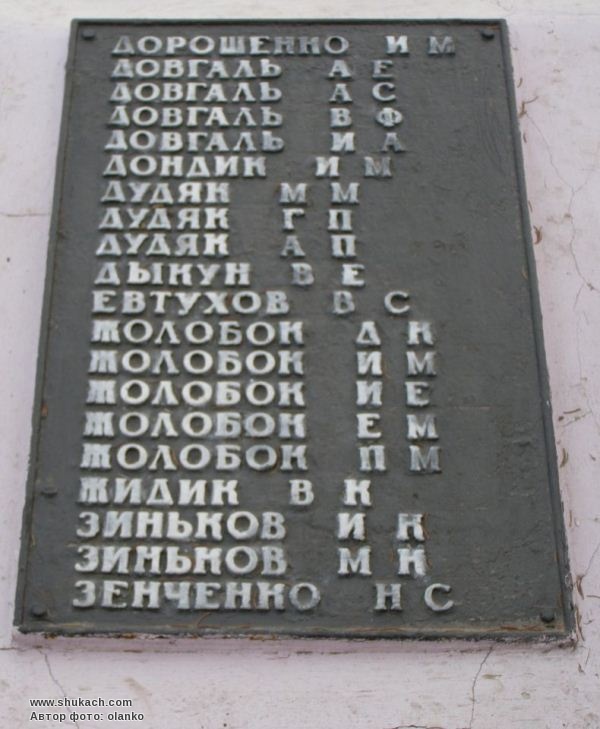 ДОРОШЕНКО И М
ДОВГАЛЬ А Е
ДОВГАЛЬ А С
ДОВГАЛЬ В Ф
ДОВГАЛЬ И А
ДОНДИК И М
ДУДЯК М М
ДУДЯК Г П
ДУДЯК А П
ДЫКУН В Е
ЕВТУХОВ В С
ЖОЛОБОК Д К
ЖОЛОБОК И М
ЖОЛОБОК И Е
ЖОЛОБОК Е М
ЖОЛОБОК П М
ЖИДИК В К
ЗИНЬКОВ И К
ЗИНЬКОВ М К
ЗЕНЧЕНКО Н С
www.shukach.com
Автор фото: olanko